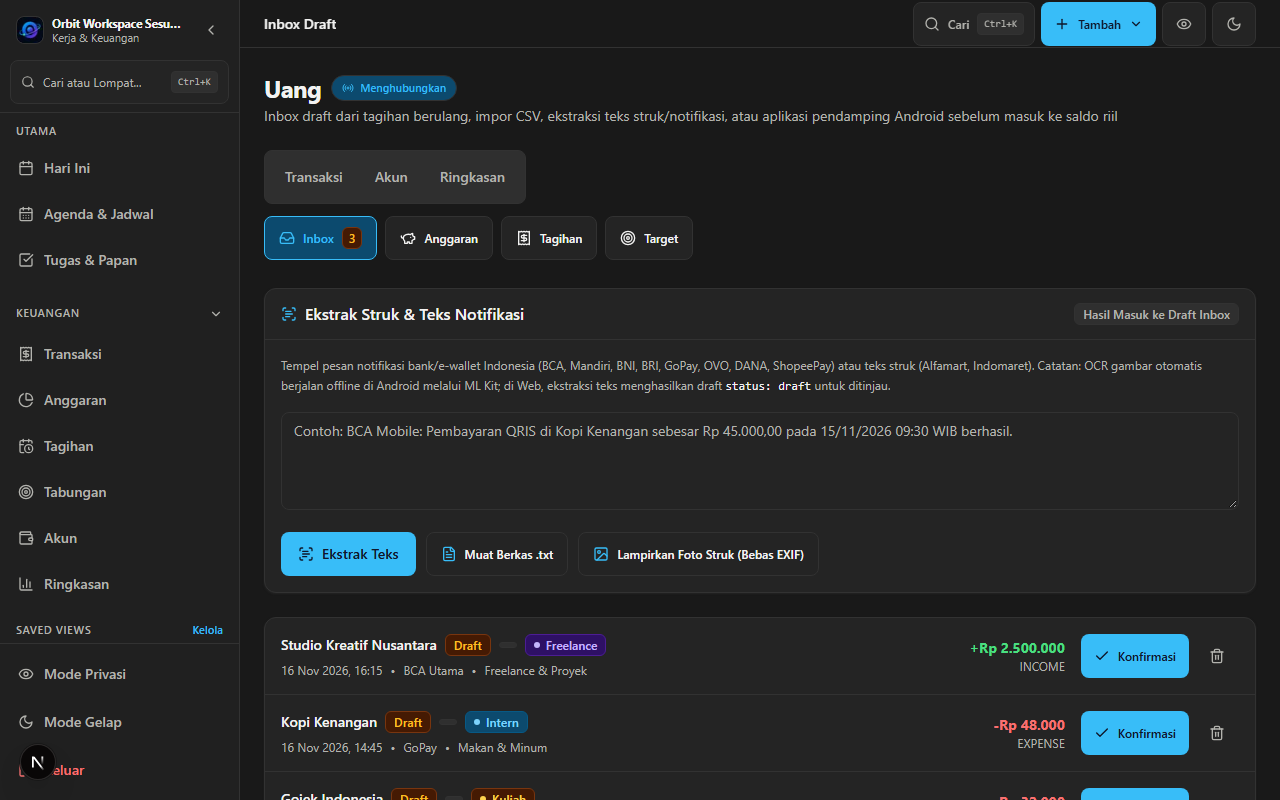 Orbit Workspace Sesu...
Kerja & Keuangan
Cari atau Lompat...
Ctrl+K
UTAMA
Hari Ini
Agenda & Jadwal
Tugas & Papan
KEUANGAN
Transaksi
Anggaran
Tagihan
Tabungan
Akun
Ringkasan
SAVED VIEWS
Kelola
Mode Privasi
Mode Gelap
N
eluar
Inbox Draft
Cari
Ctrl+K
Tambah
Uang
Menghubungkan
Inbox draft dari tagihan berulang, impor CSV, ekstraksi teks struk/notifikasi, atau aplikasi pendamping Android sebelum masuk ke saldo riil
Transaksi
Akun
Ringkasan
Inbox
3
Anggaran
Tagihan
Target
Ekstrak Struk & Teks Notifikasi
Hasil Masuk ke Draft Inbox
Tempel pesan notifikasi bank/e-wallet Indonesia (BCA, Mandiri, BNI, BRI, GoPay, OVO, DANA, ShopeePay) atau teks struk (Alfamart, Indomaret). Catatan: OCR gambar otomatis
berjalan offline di Android melalui ML Kit; di Web, ekstraksi teks menghasilkan draft status: draft untuk ditinjau.
Contoh: BCA Mobile: Pembayaran QRIS di Kopi Kenangan sebesar Rp 45.000,00 pada 15/11/2026 09:30 WIB berhasil.
Ekstrak Teks
Muat Berkas .txt
Lampirkan Foto Struk (Bebas EXIF)
Studio Kreatif Nusantara
Draft
Freelance
16 Nov 2026, 16:15 • BCA Utama • Freelance & Proyek
+Rp 2.500.000
INCOME
Konfirmasi
Kopi Kenangan
Draft
Intern
16 Nov 2026, 14:45 • GoPay • Makan & Minum
-Rp 48.000
EXPENSE
Konfirmasi
Gojek Indonesia
Draft
Kuliah